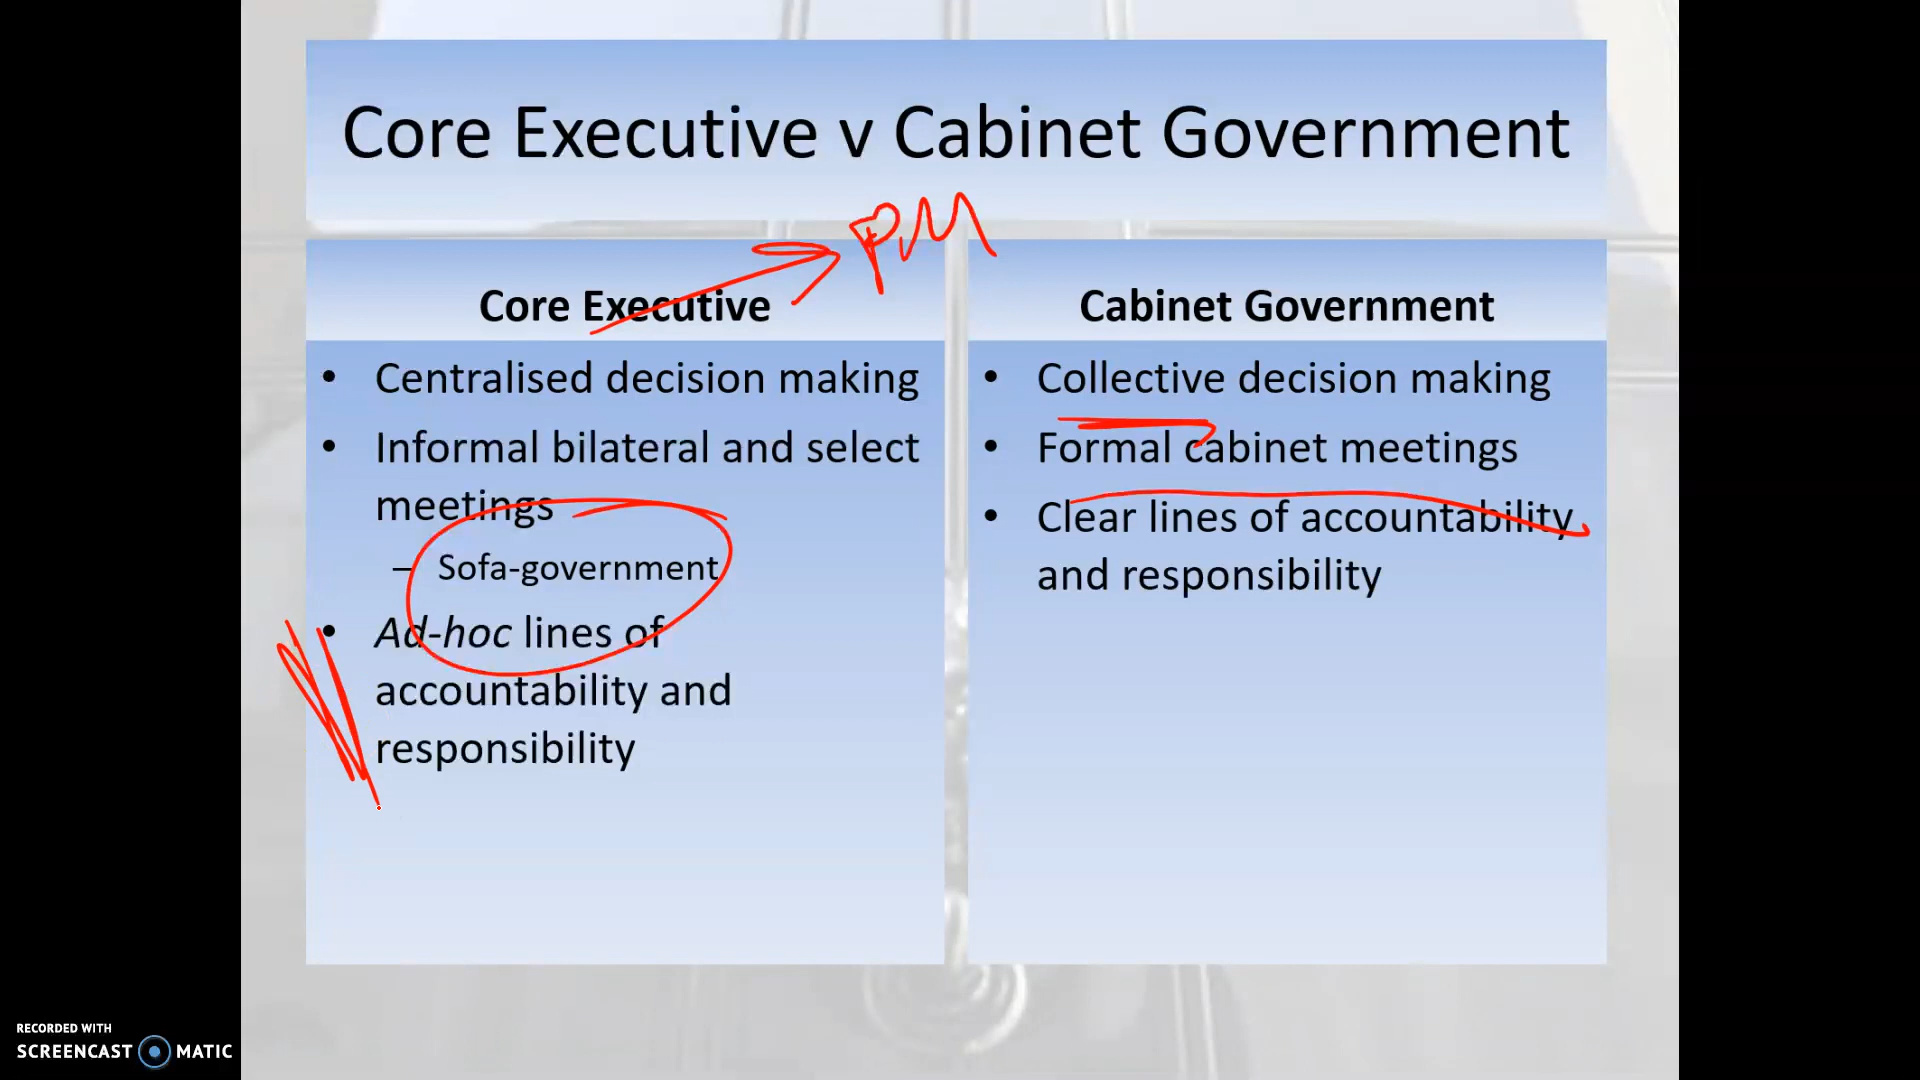 Core Executive v Cabinet Government
PM
Core Executive
• Centralised decision making
• Informal bilateral and select
meetings
– Sofa-government
• Ad-hoc lines of
accountability and
responsibility
Cabinet Government
• Collective decision making
• Formal cabinet meetings
• Clear lines of accountability
and responsibility
RECORDED WITH
SCREENCAST MATIC